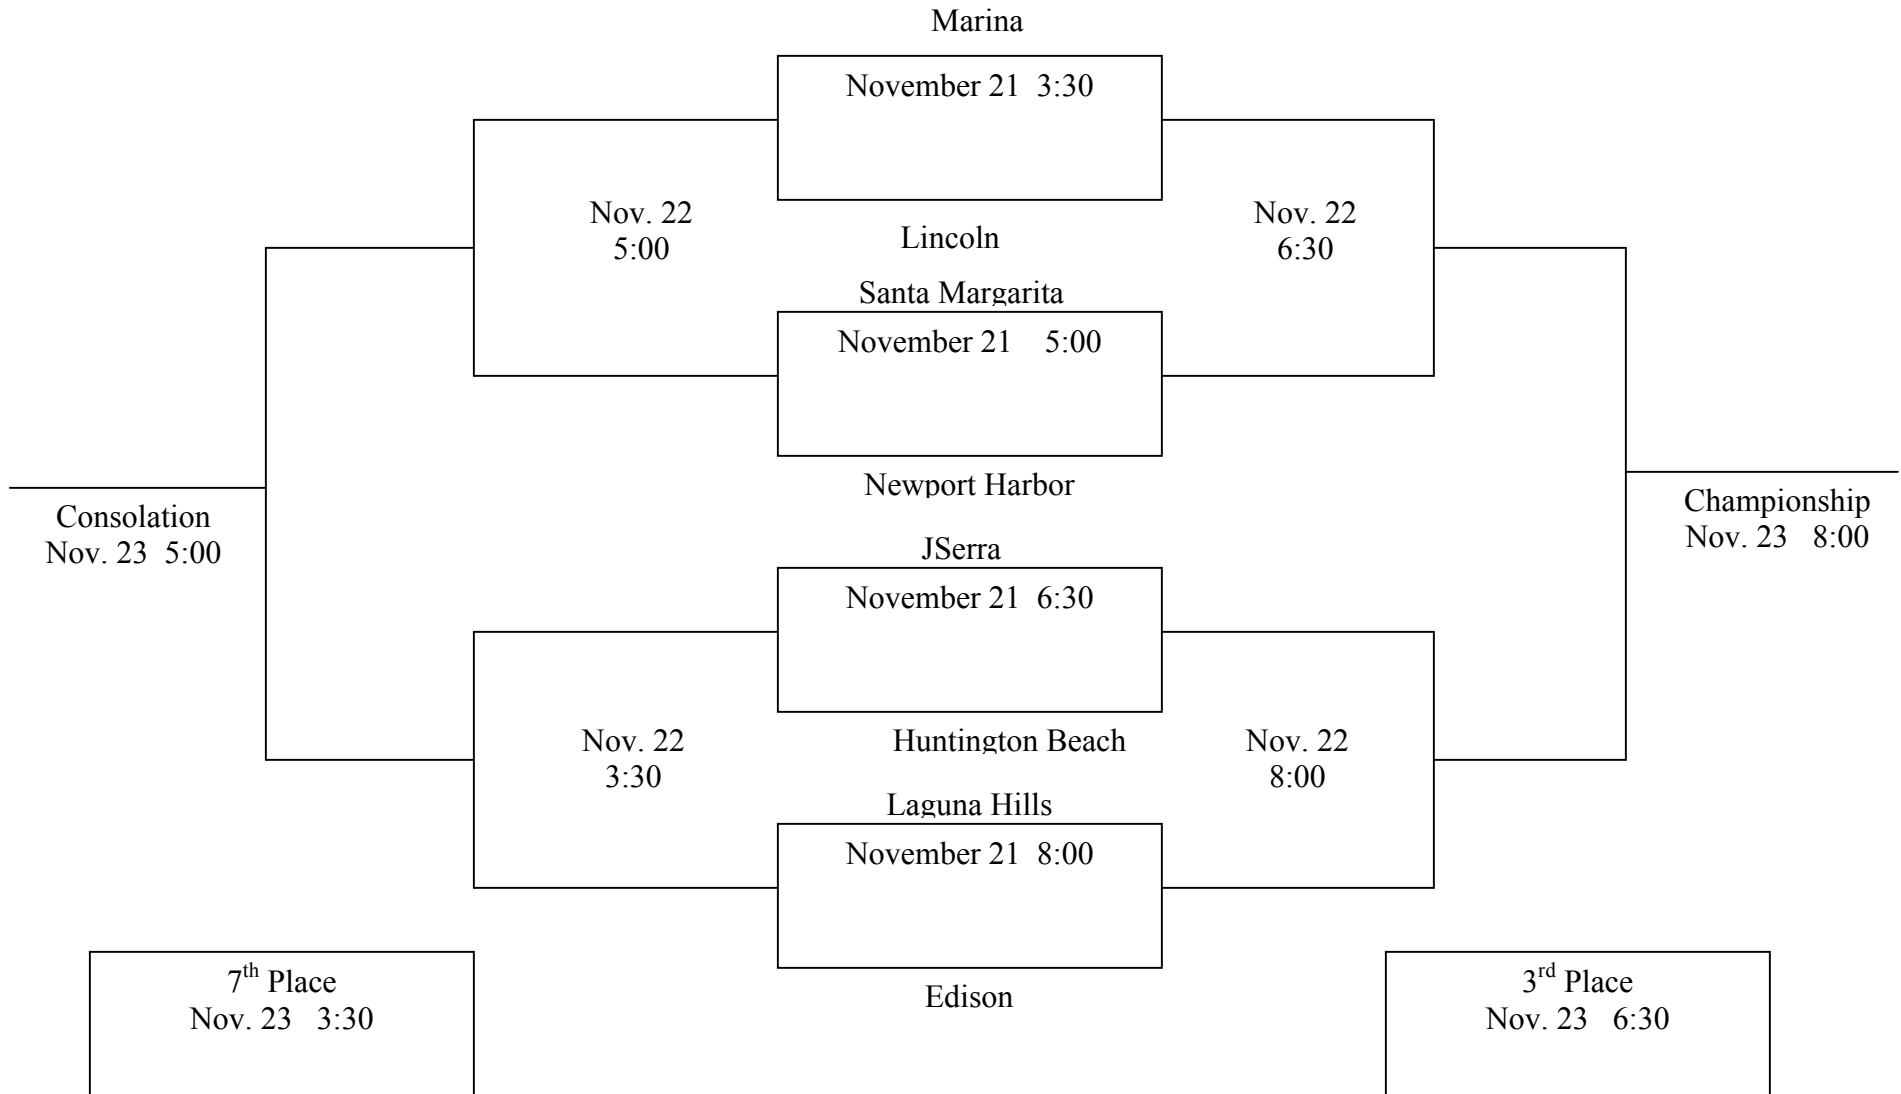 Marina
November 21  3:30
Nov. 22
5:00
Lincoln
Nov. 22
6:30
Santa Margarita
November 21    5:00
Newport Harbor
Consolation
Nov. 23  5:00
Championship
Nov. 23   8:00
JSerra
November 21  6:30
Nov. 22
3:30
Huntington Beach
Nov. 22
8:00
Laguna Hills
November 21  8:00
Edison
7th Place
Nov. 23   3:30
3rd Place
Nov. 23   6:30